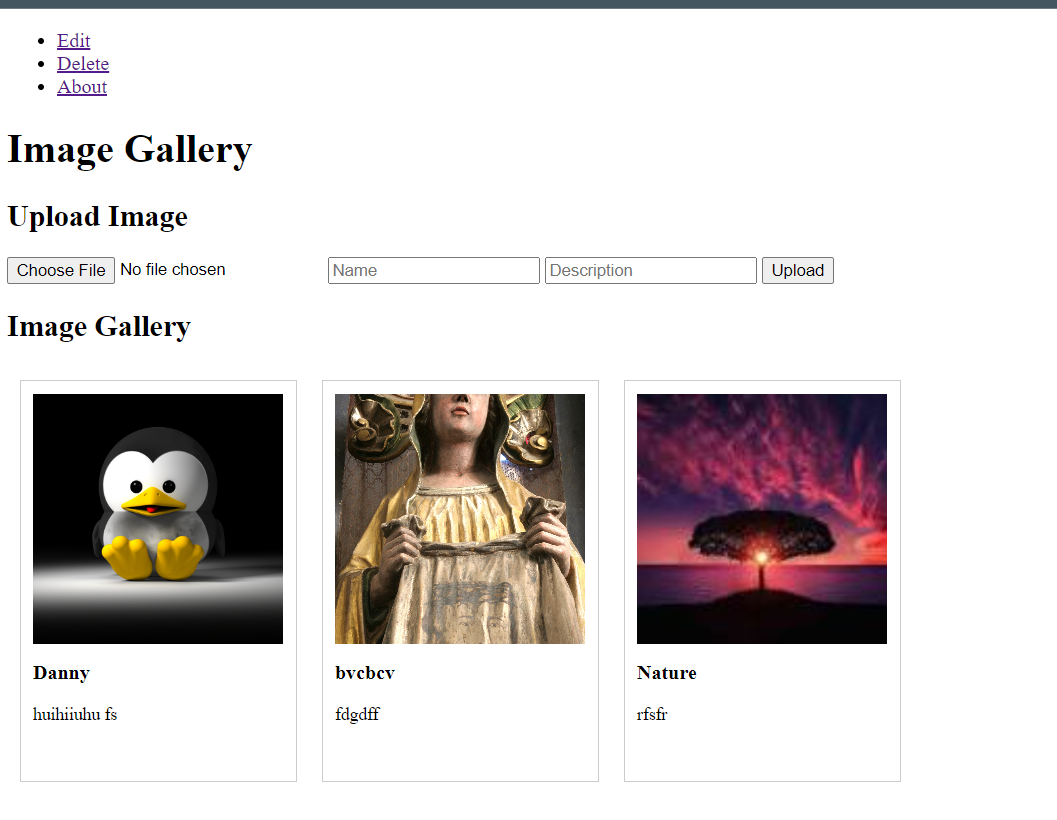 Edit
Delete
About
Image Gallery
Upload Image
Choose File No file chosen Name Description Upload
Image Gallery
Danny bvcbcv Nature
huihiiuhu fs fdgdff rfsfr